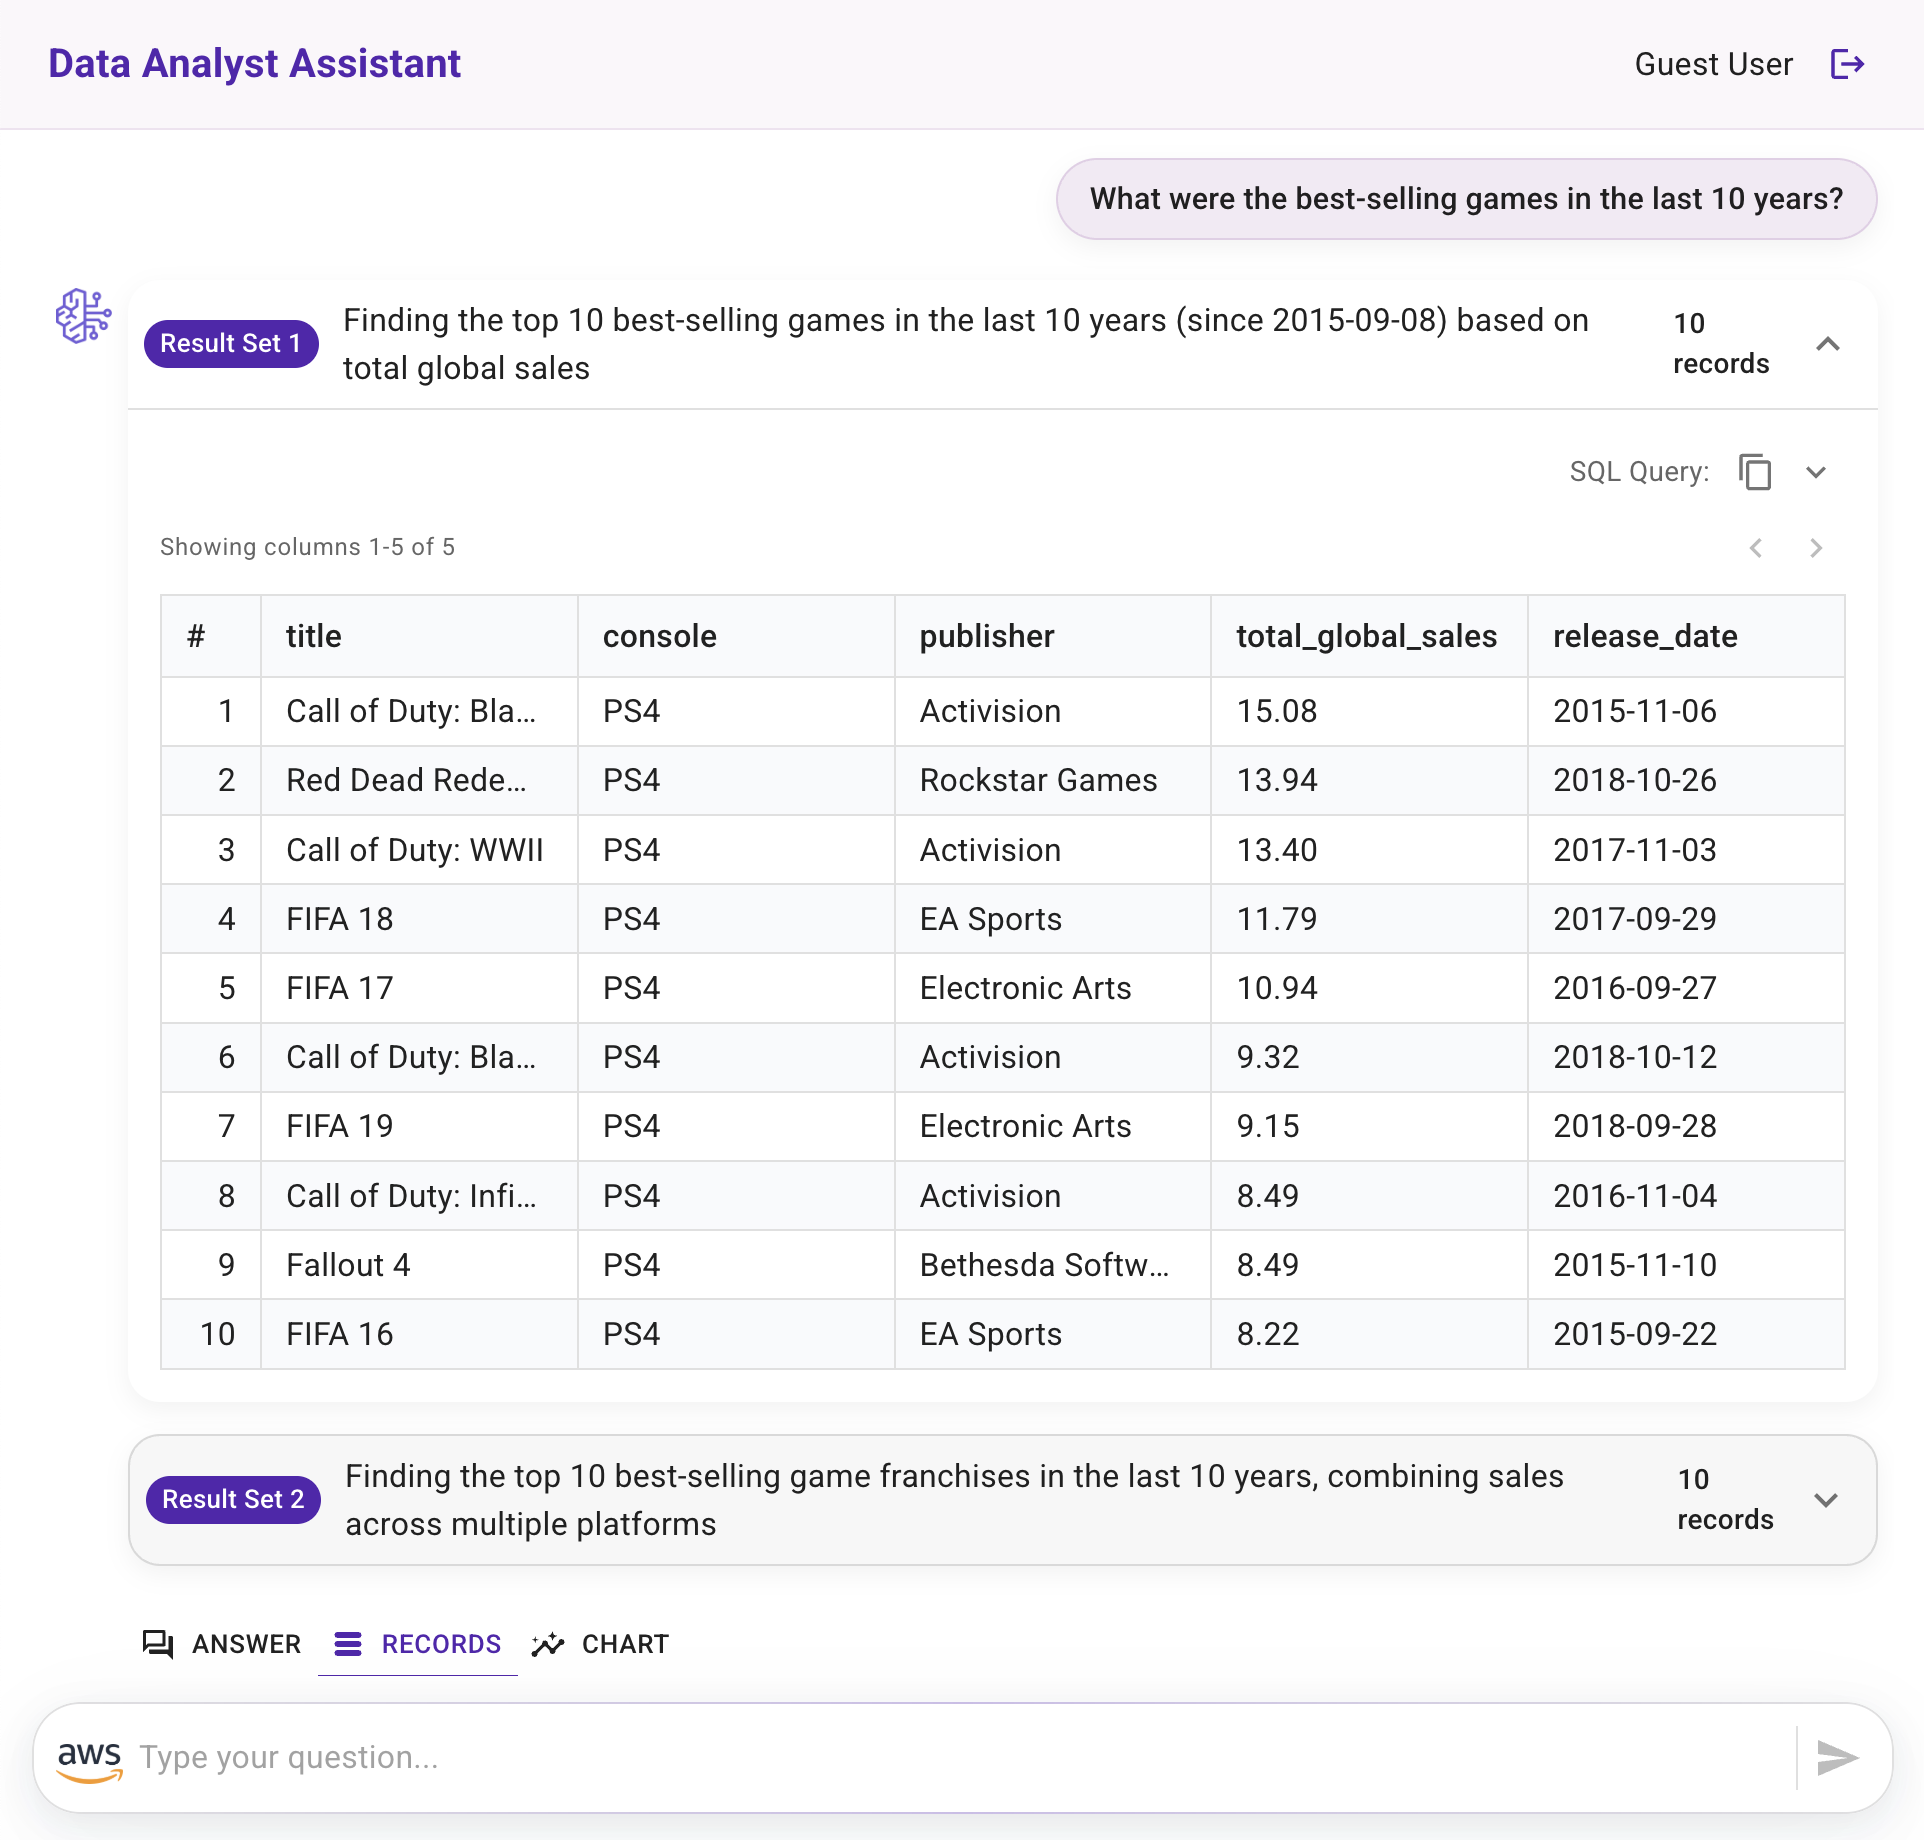 Data Analyst Assistant
Guest User
What were the best-selling games in the last 10 years?
Result Set 1
Finding the top 10 best-selling games in the last 10 years (since 2015-09-08) based on
total global sales
10
records
SQL Query:
Showing columns 1-5 of 5
# title console publisher total_global_sales release_date
1 Call of Duty: Bla... PS4 Activision 15.08 2015-11-06
2 Red Dead Rede... PS4 Rockstar Games 13.94 2018-10-26
3 Call of Duty: WWII PS4 Activision 13.40 2017-11-03
4 FIFA 18 PS4 EA Sports 11.79 2017-09-29
5 FIFA 17 PS4 Electronic Arts 10.94 2016-09-27
6 Call of Duty: Bla... PS4 Activision 9.32 2018-10-12
7 FIFA 19 PS4 Electronic Arts 9.15 2018-09-28
8 Call of Duty: Infi... PS4 Activision 8.49 2016-11-04
9 Fallout 4 PS4 Bethesda Softw... 8.49 2015-11-10
10 FIFA 16 PS4 EA Sports 8.22 2015-09-22
Result Set 2
Finding the top 10 best-selling game franchises in the last 10 years, combining sales
across multiple platforms
10
records
ANSWER RECORDS CHART
aws Type your question...